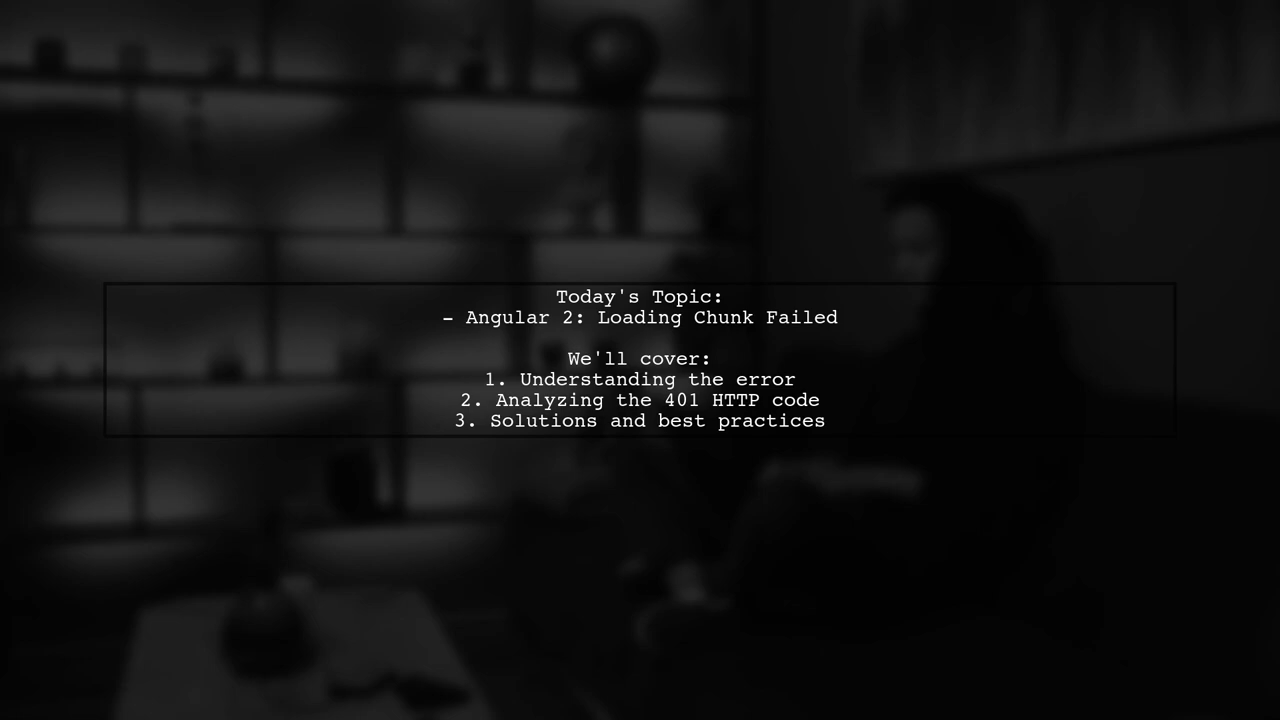 Today's Topic:
– Angular 2: Loading Chunk Failed
We'll cover:
1. Understanding the error
2. Analyzing the 401 HTTP code
3. Solutions and best practices